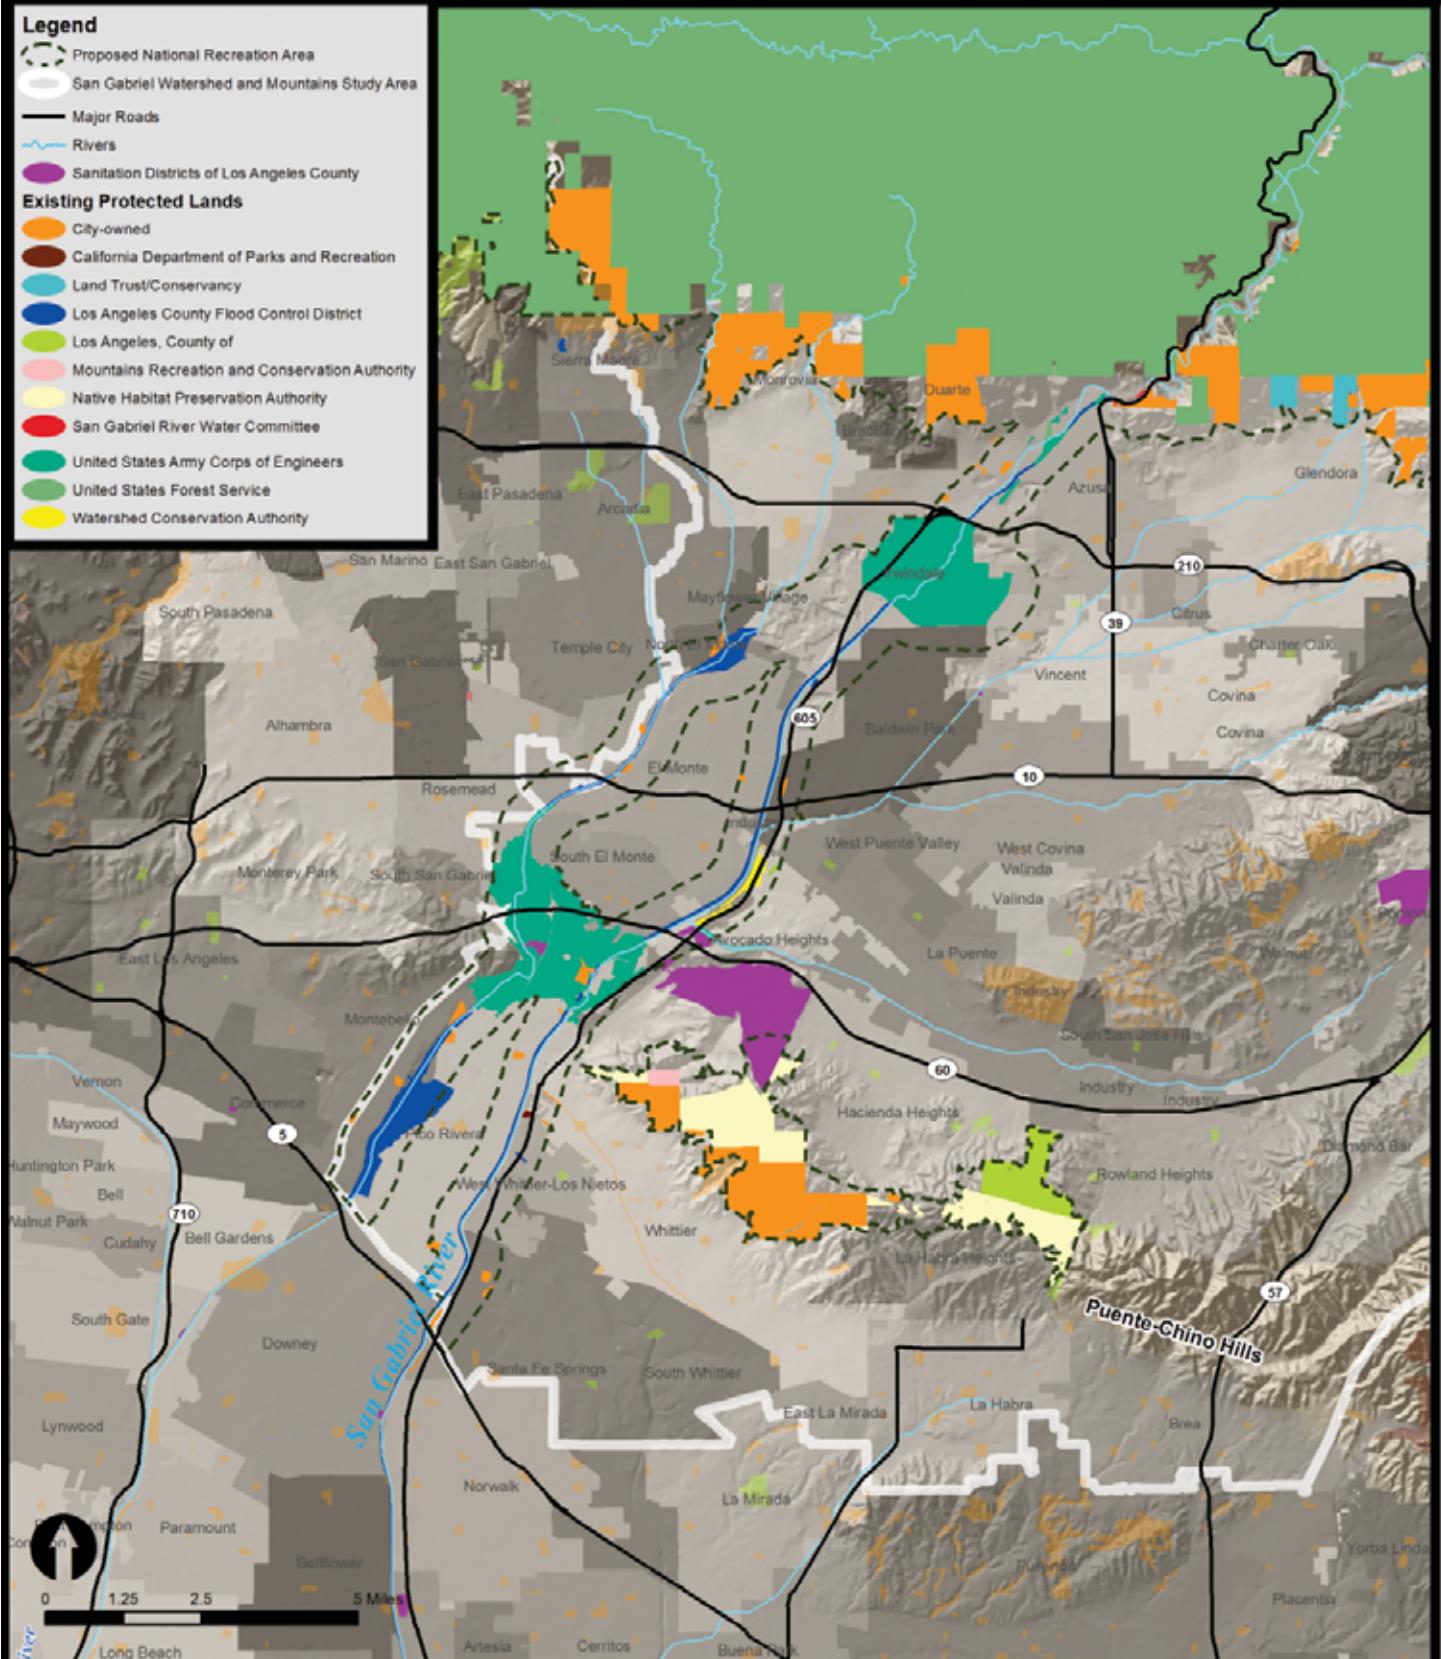 Legend
Proposed National Recreation Area
San Gabriel Watershed and Mountains Study Area
Major Roads
Rivers
Sanitation Districts of Los Angeles County
Existing Protected Lands
City-owned
California Department of Parks and Recreation
Land Trust/Conservancy
Los Angeles County Flood Control District
Los Angeles, County of
Mountains Recreation and Conservation Authority
Native Habitat Preservation Authority
San Gabriel River Water Committee
United States Army Corps of Engineers
United States Forest Service
Watershed Conservation Authority
Sierra Madre
Monrovia
Duarte
Glendora
Azusa
East Pasadena
Arcadia
San Marino
East San Gabriel
210
Irwindale
Mayflower Village
South Pasadena
39
Citrus
Charter Oak
Temple City
North El Monte
San Gabriel
Vincent
Covina
605
Alhambra
Baldwin Park
Covina
El Monte
10
Rosemead
South El Monte
West Puente Valley
West Covina
Valinda
Monterey Park
South San Gabriel
Valinda
Avocado Heights
La Puente
Walnut
East Los Angeles
Industry
Montebello
South San Jose Hills
60
Vernon
Industry
Industry
Commerce
Hacienda Heights
Maywood
5
Pico Rivera
Diamond Bar
Huntington Park
Rowland Heights
Bell
West Whittier-Los Nietos
710
Walnut Park
Cudahy
Bell Gardens
Whittier
La Habra Heights
57
South Gate
Puente-Chino Hills
Downey
San Gabriel River
Santa Fe Springs
South Whittier
Lynwood
East La Mirada
La Habra
Brea
Norwalk
La Mirada
Paramount
Bellflower
Yorba Linda
0
1.25
2.5
5 Miles
Placentia
Long Beach
Artesia
Cerritos
Buena Park